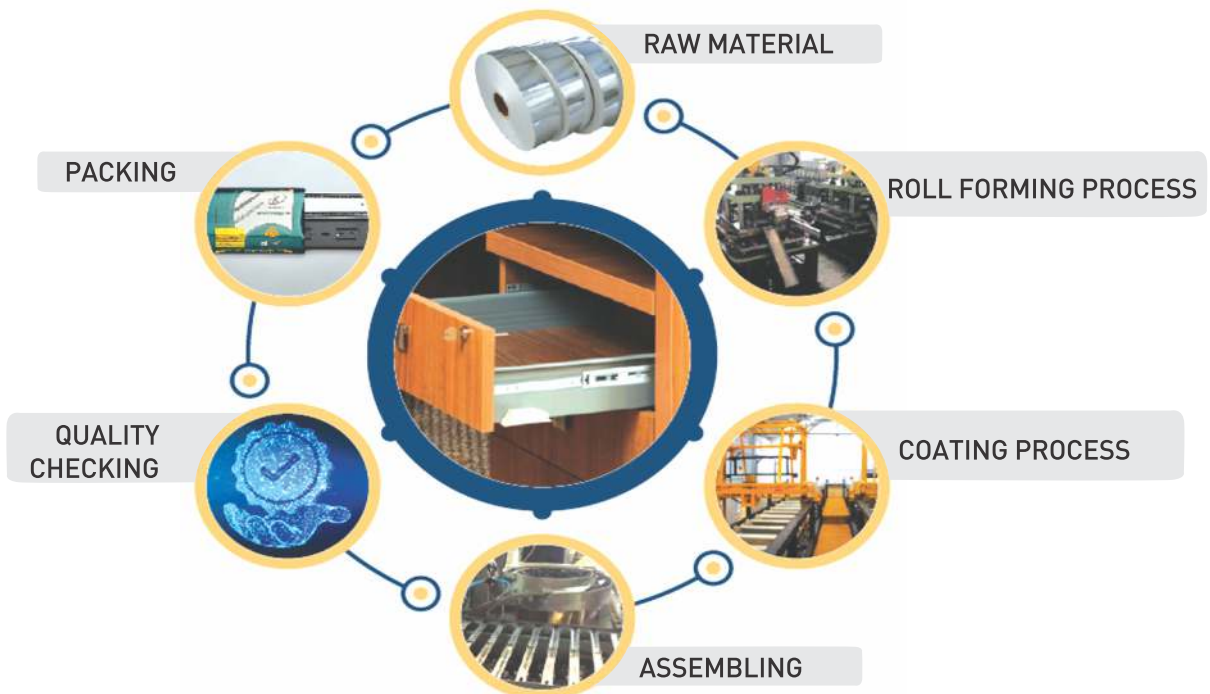 RAW MATERIAL
ROLL FORMING PROCESS
COATING PROCESS
ASSEMBLING
QUALITY
CHECKING
PACKING